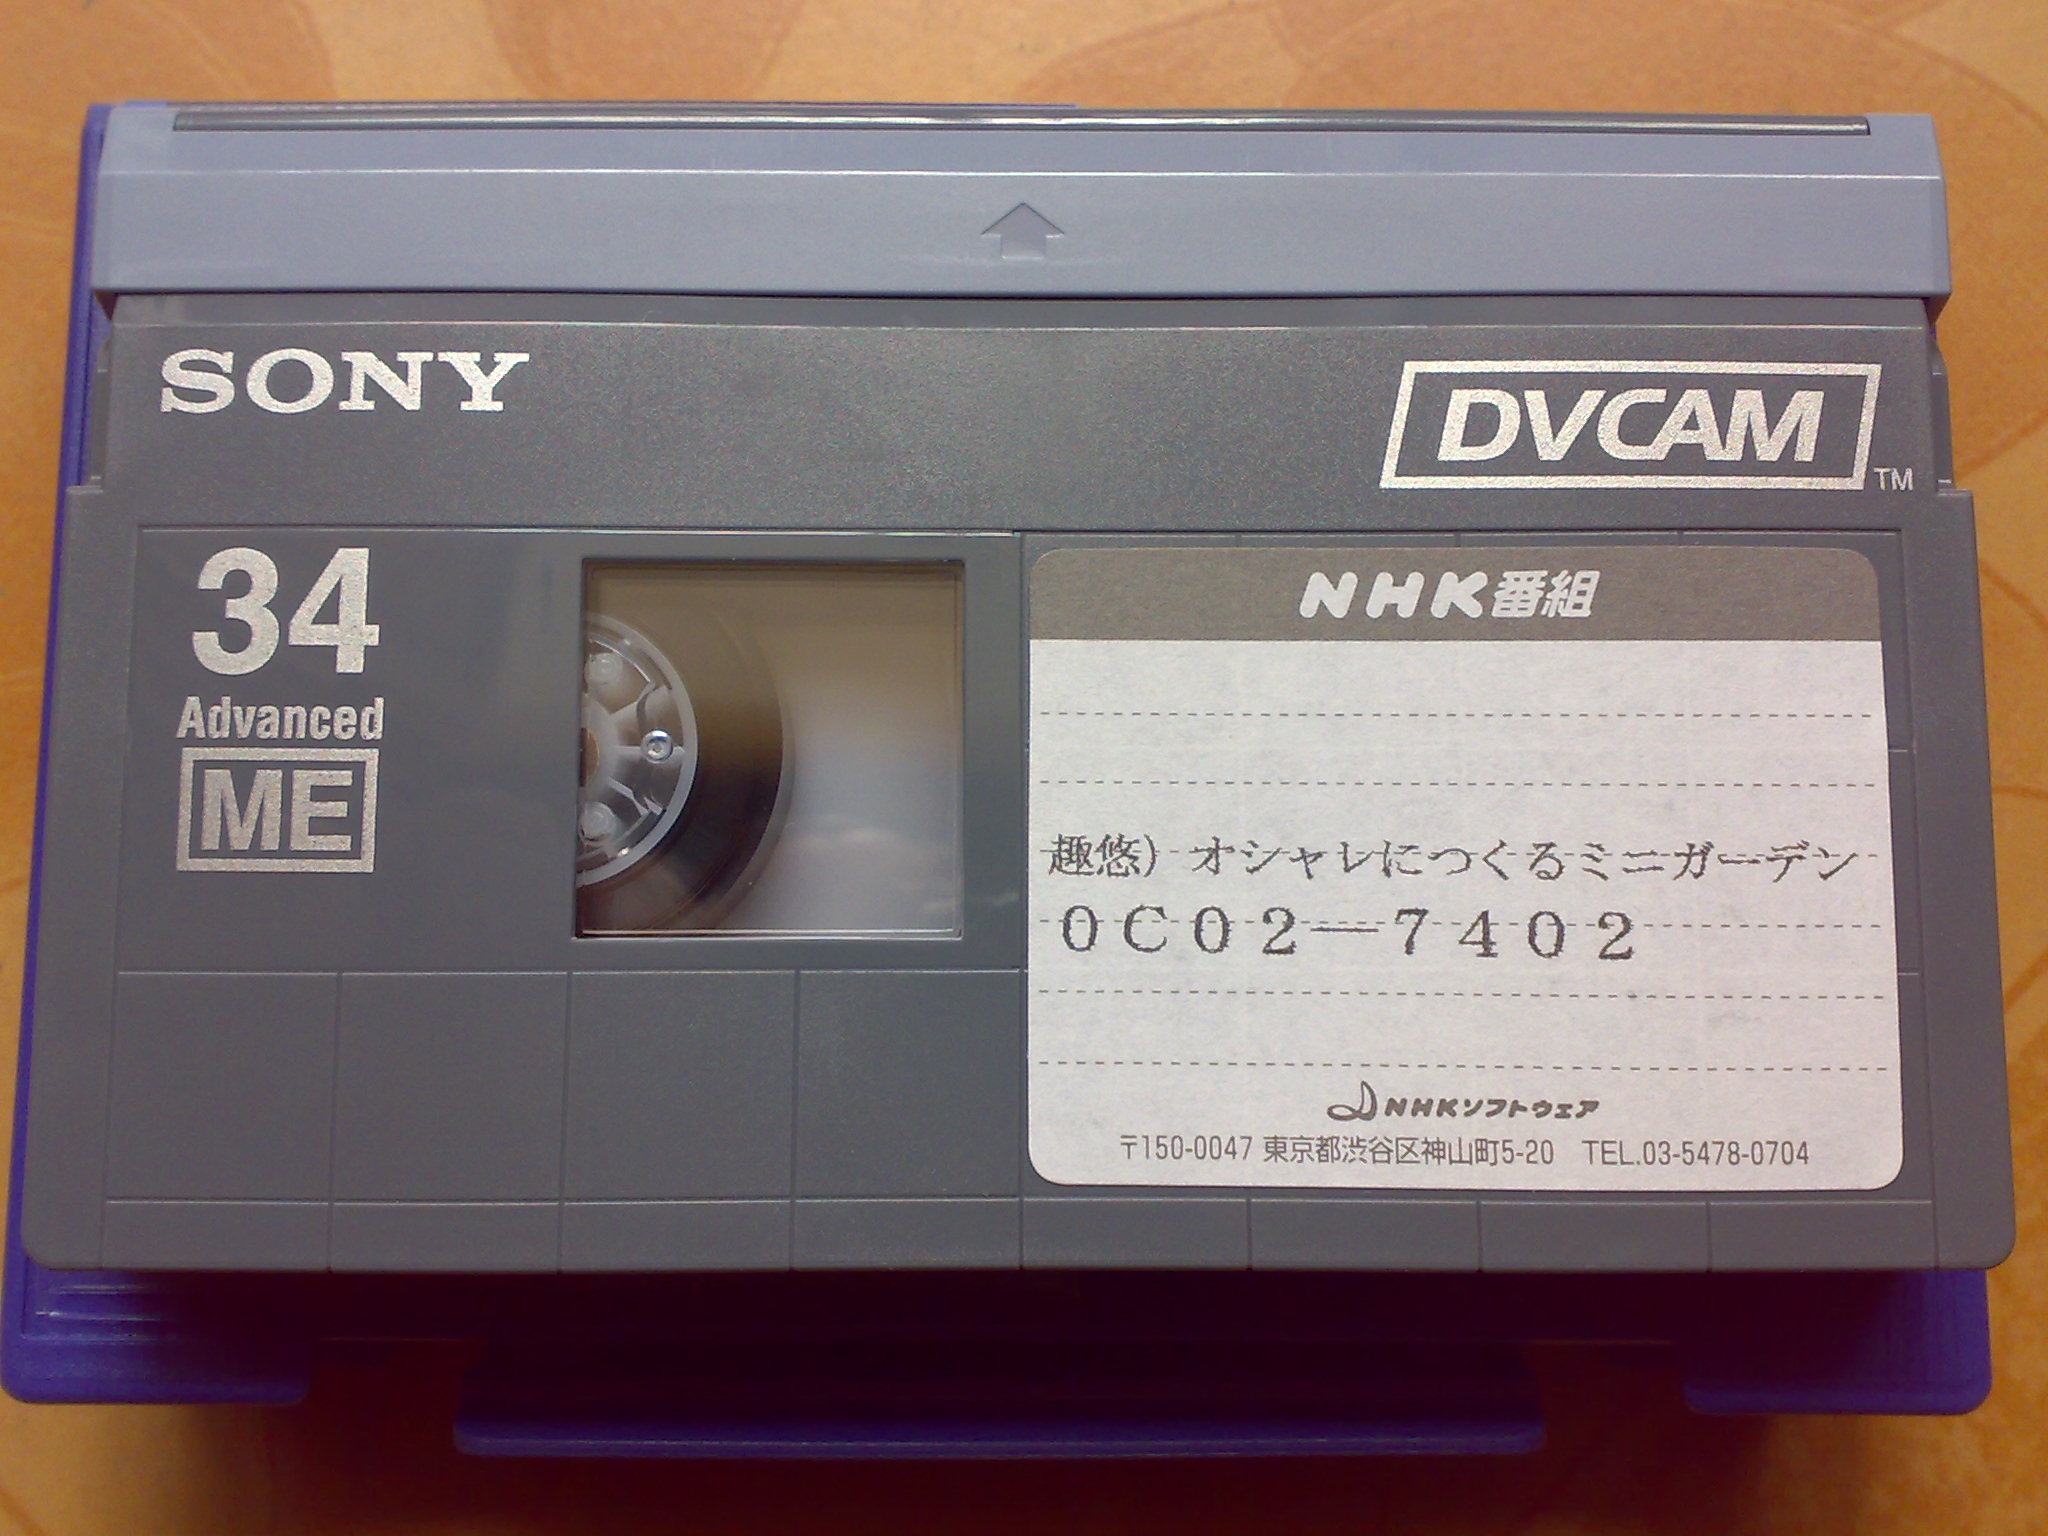 SONY
DVCAM TM
34
Advanced
ME
NHK番組
趣悠）オシャレにつくるミニガーデン
0C02―7402
NHKソフトウェア
〒150-0047 東京都渋谷区神山町5-20 TEL.03-5478-0704